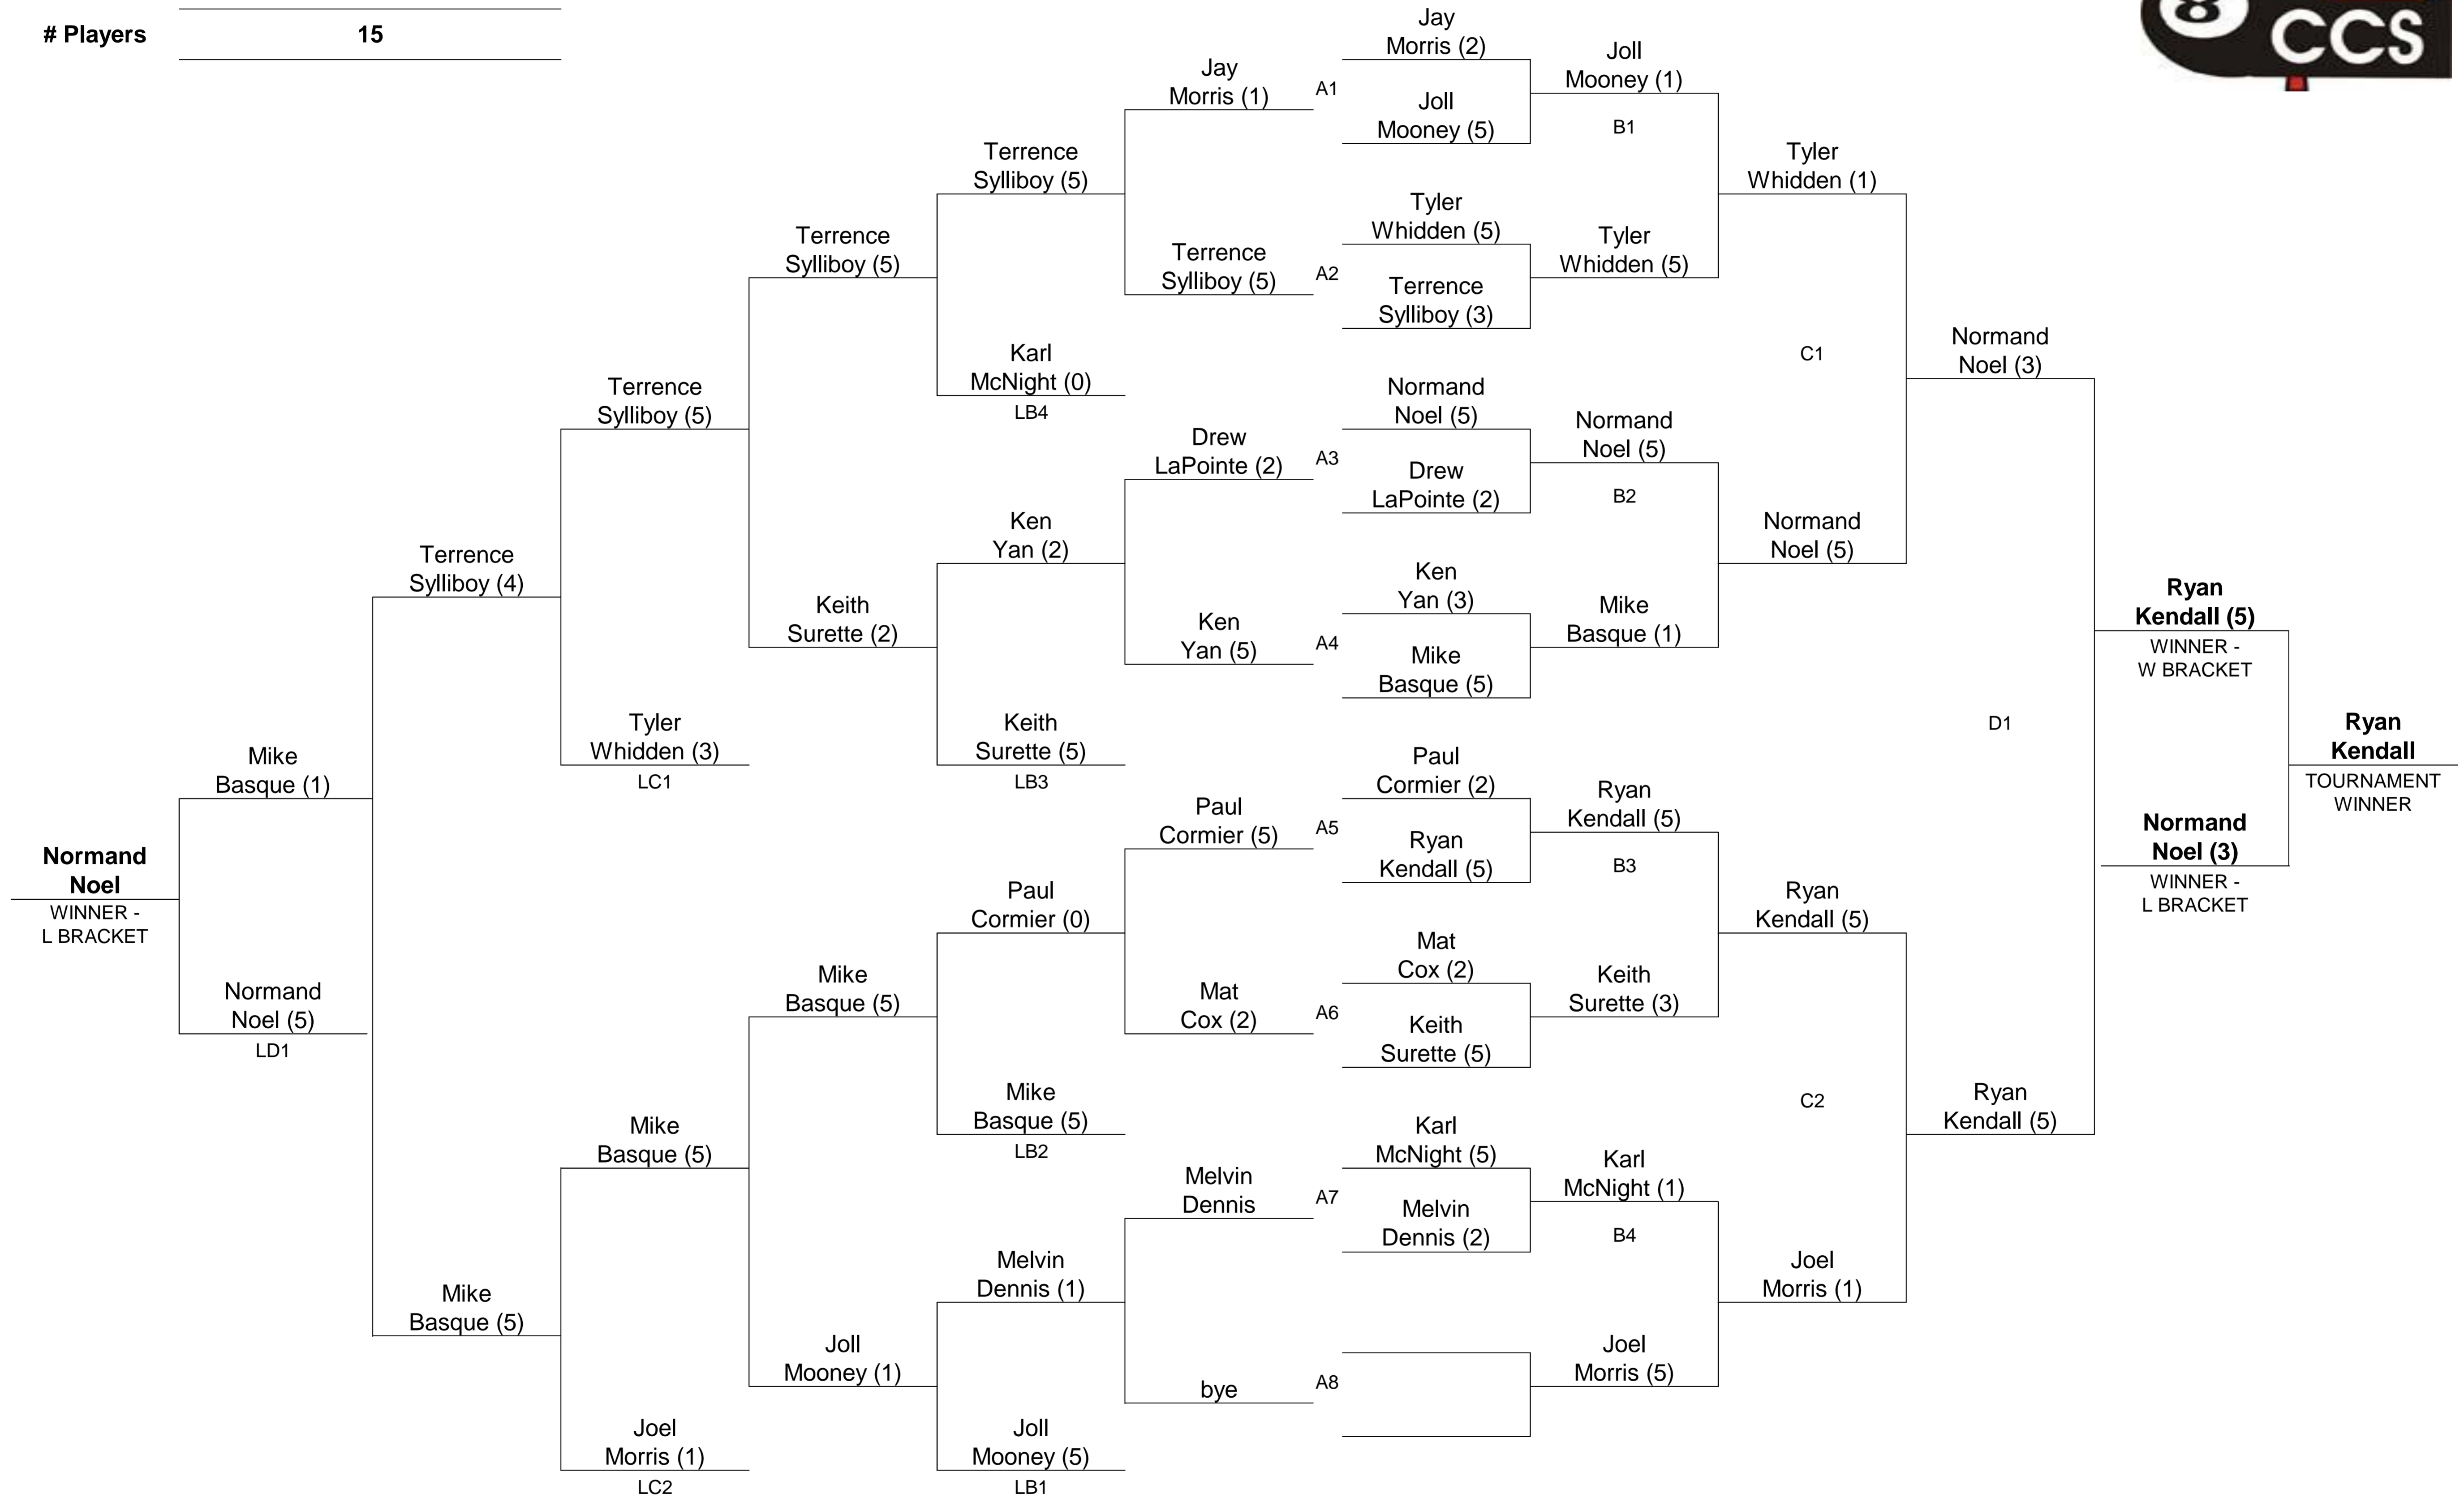 # Players 15
8
CCS
Normand
Noel
WINNER -
L BRACKET
Mike
Basque (1)
Normand
Noel (5)
LD1
Terrence
Sylliboy (4)
Mike
Basque (5)
Terrence
Sylliboy (5)
Tyler
Whidden (3)
LC1
Mike
Basque (5)
Joel
Morris (1)
LC2
Terrence
Sylliboy (5)
Keith
Surette (2)
Mike
Basque (5)
Joll
Mooney (1)
Terrence
Sylliboy (5)
Karl
McNight (0)
LB4
Ken
Yan (2)
Keith
Surette (5)
LB3
Paul
Cormier (0)
Mike
Basque (5)
LB2
Melvin
Dennis (1)
Joll
Mooney (5)
LB1
Jay
Morris (1)
Terrence
Sylliboy (5)
Drew
LaPointe (2)
Ken
Yan (5)
Paul
Cormier (5)
Mat
Cox (2)
Melvin
Dennis
bye
A1
A2
A3
A4
A5
A6
A7
A8
Jay
Morris (2)
Joll
Mooney (5)
Tyler
Whidden (5)
Terrence
Sylliboy (3)
Normand
Noel (5)
Drew
LaPointe (2)
Ken
Yan (3)
Mike
Basque (5)
Paul
Cormier (2)
Ryan
Kendall (5)
Mat
Cox (2)
Keith
Surette (5)
Karl
McNight (5)
Melvin
Dennis (2)
Joll
Mooney (1)
B1
Tyler
Whidden (5)
Normand
Noel (5)
B2
Mike
Basque (1)
Ryan
Kendall (5)
B3
Keith
Surette (3)
Karl
McNight (1)
B4
Joel
Morris (5)
Tyler
Whidden (1)
C1
Normand
Noel (5)
Ryan
Kendall (5)
C2
Joel
Morris (1)
Normand
Noel (3)
D1
Ryan
Kendall (5)
Ryan
Kendall (5)
WINNER -
W BRACKET
Normand
Noel (3)
WINNER -
L BRACKET
Ryan
Kendall
TOURNAMENT
WINNER